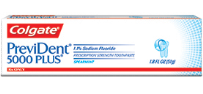 Colgate®
PreviDent®
5000 PLUS®
1.1% Sodium Fluoride
PRESCRIPTION STRENGTH TOOTHPASTE
SPEARMINT
1.8 FL OZ (51g)